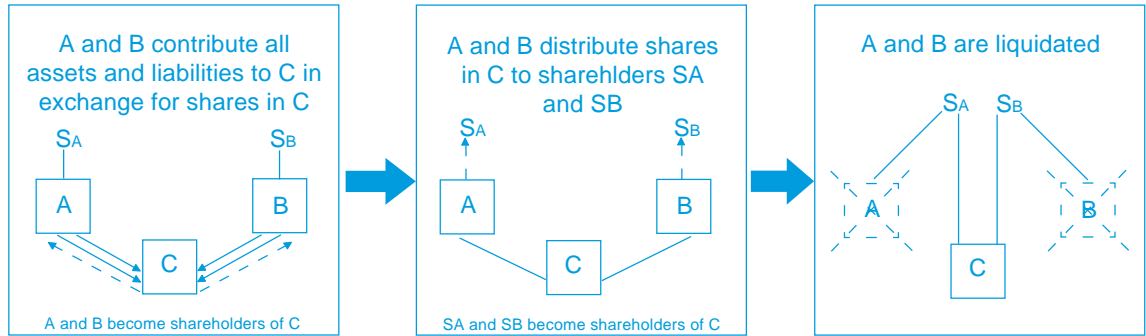 A and B contribute all
assets and liabilities to C in
exchange for shares in C
SA
SB
A
B
C
A and B become shareholders of C
A and B distribute shares
in C to sharehlders SA
and SB
SA
SB
A
B
C
SA and SB become shareholders of C
A and B are liquidated
SA
SB
A
B
C